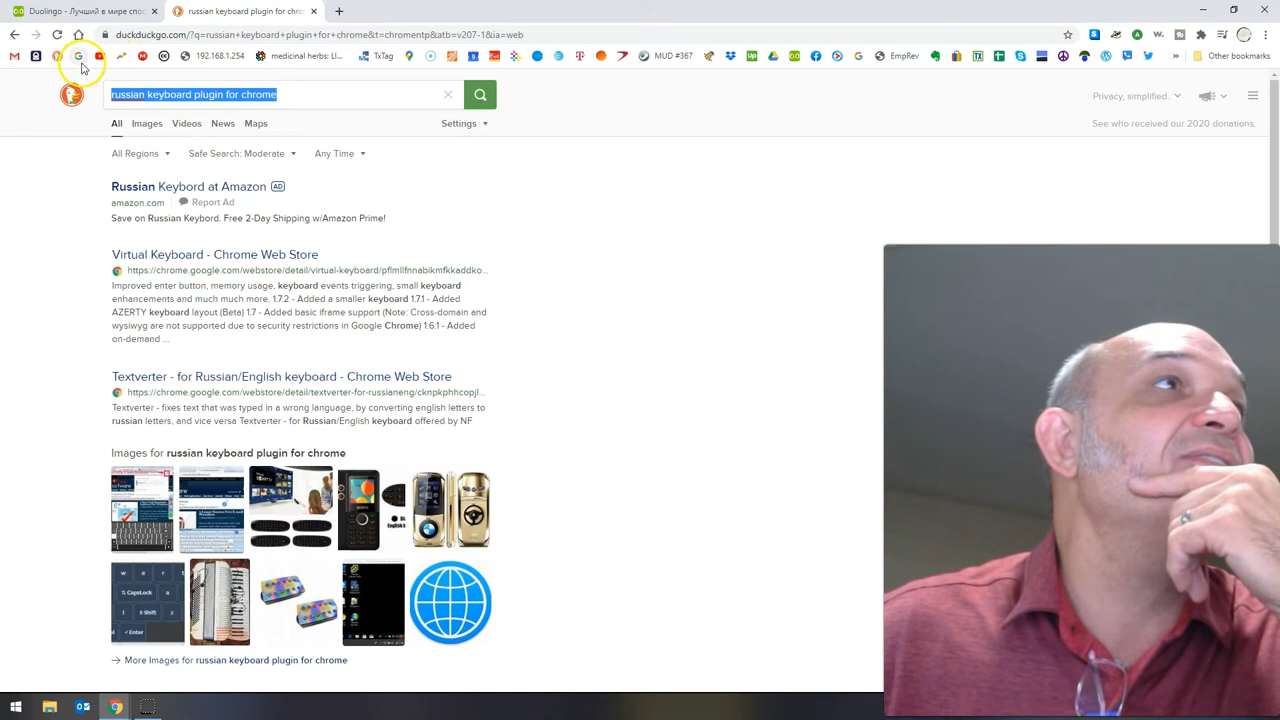 Duolingo - Лучший в мире спос
russian keyboard plugin for chro
duckduckgo.com/?q=russian+keyboard+plugin+for+chrome&t=chromentp&atb=v207-1&ia=web
192.168.1.254
medicinal herbs: Ll...
TxTag
MUD #367
EmpRev
Other bookmarks
russian keyboard plugin for chrome
Privacy, simplified.
All Images Videos News Maps
Settings
See who received our 2020 donations.
All Regions Safe Search: Moderate Any Time
Russian Keybord at Amazon AD
amazon.com Report Ad
Save on Russian Keybord. Free 2-Day Shipping w/Amazon Prime!
Virtual Keyboard - Chrome Web Store
https://chrome.google.com/webstore/detail/virtual-keyboard/pflmllfnnabikmfkkaddko...
Improved enter button, memory usage, keyboard events triggering, small keyboard
enhancements and much much more. 1.7.2 - Added a smaller keyboard 1.7.1 - Added
AZERTY keyboard layout (Beta) 1.7 - Added basic iframe support (Note: Cross-domain and
wysiwyg are not supported due to security restrictions in Google Chrome) 1.6.1 - Added
on-demand ...
Textverter - for Russian/English keyboard - Chrome Web Store
https://chrome.google.com/webstore/detail/textverter-for-russianeng/cknpkphhcopjl...
Textverter - fixes text that was typed in a wrong language, by converting english letters to
russian letters, and vice versa Textverter - for Russian/English keyboard offered by NF
Images for russian keyboard plugin for chrome
w e r
CapsLock
Shift z
Enter
More Images for russian keyboard plugin for chrome